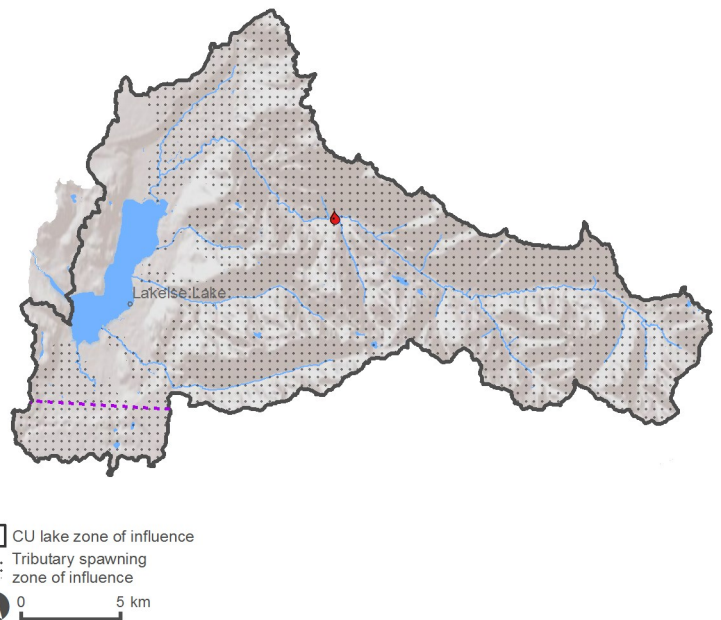 Lakelse Lake
CU lake zone of influence
Tributary spawning
zone of influence
0 5 km